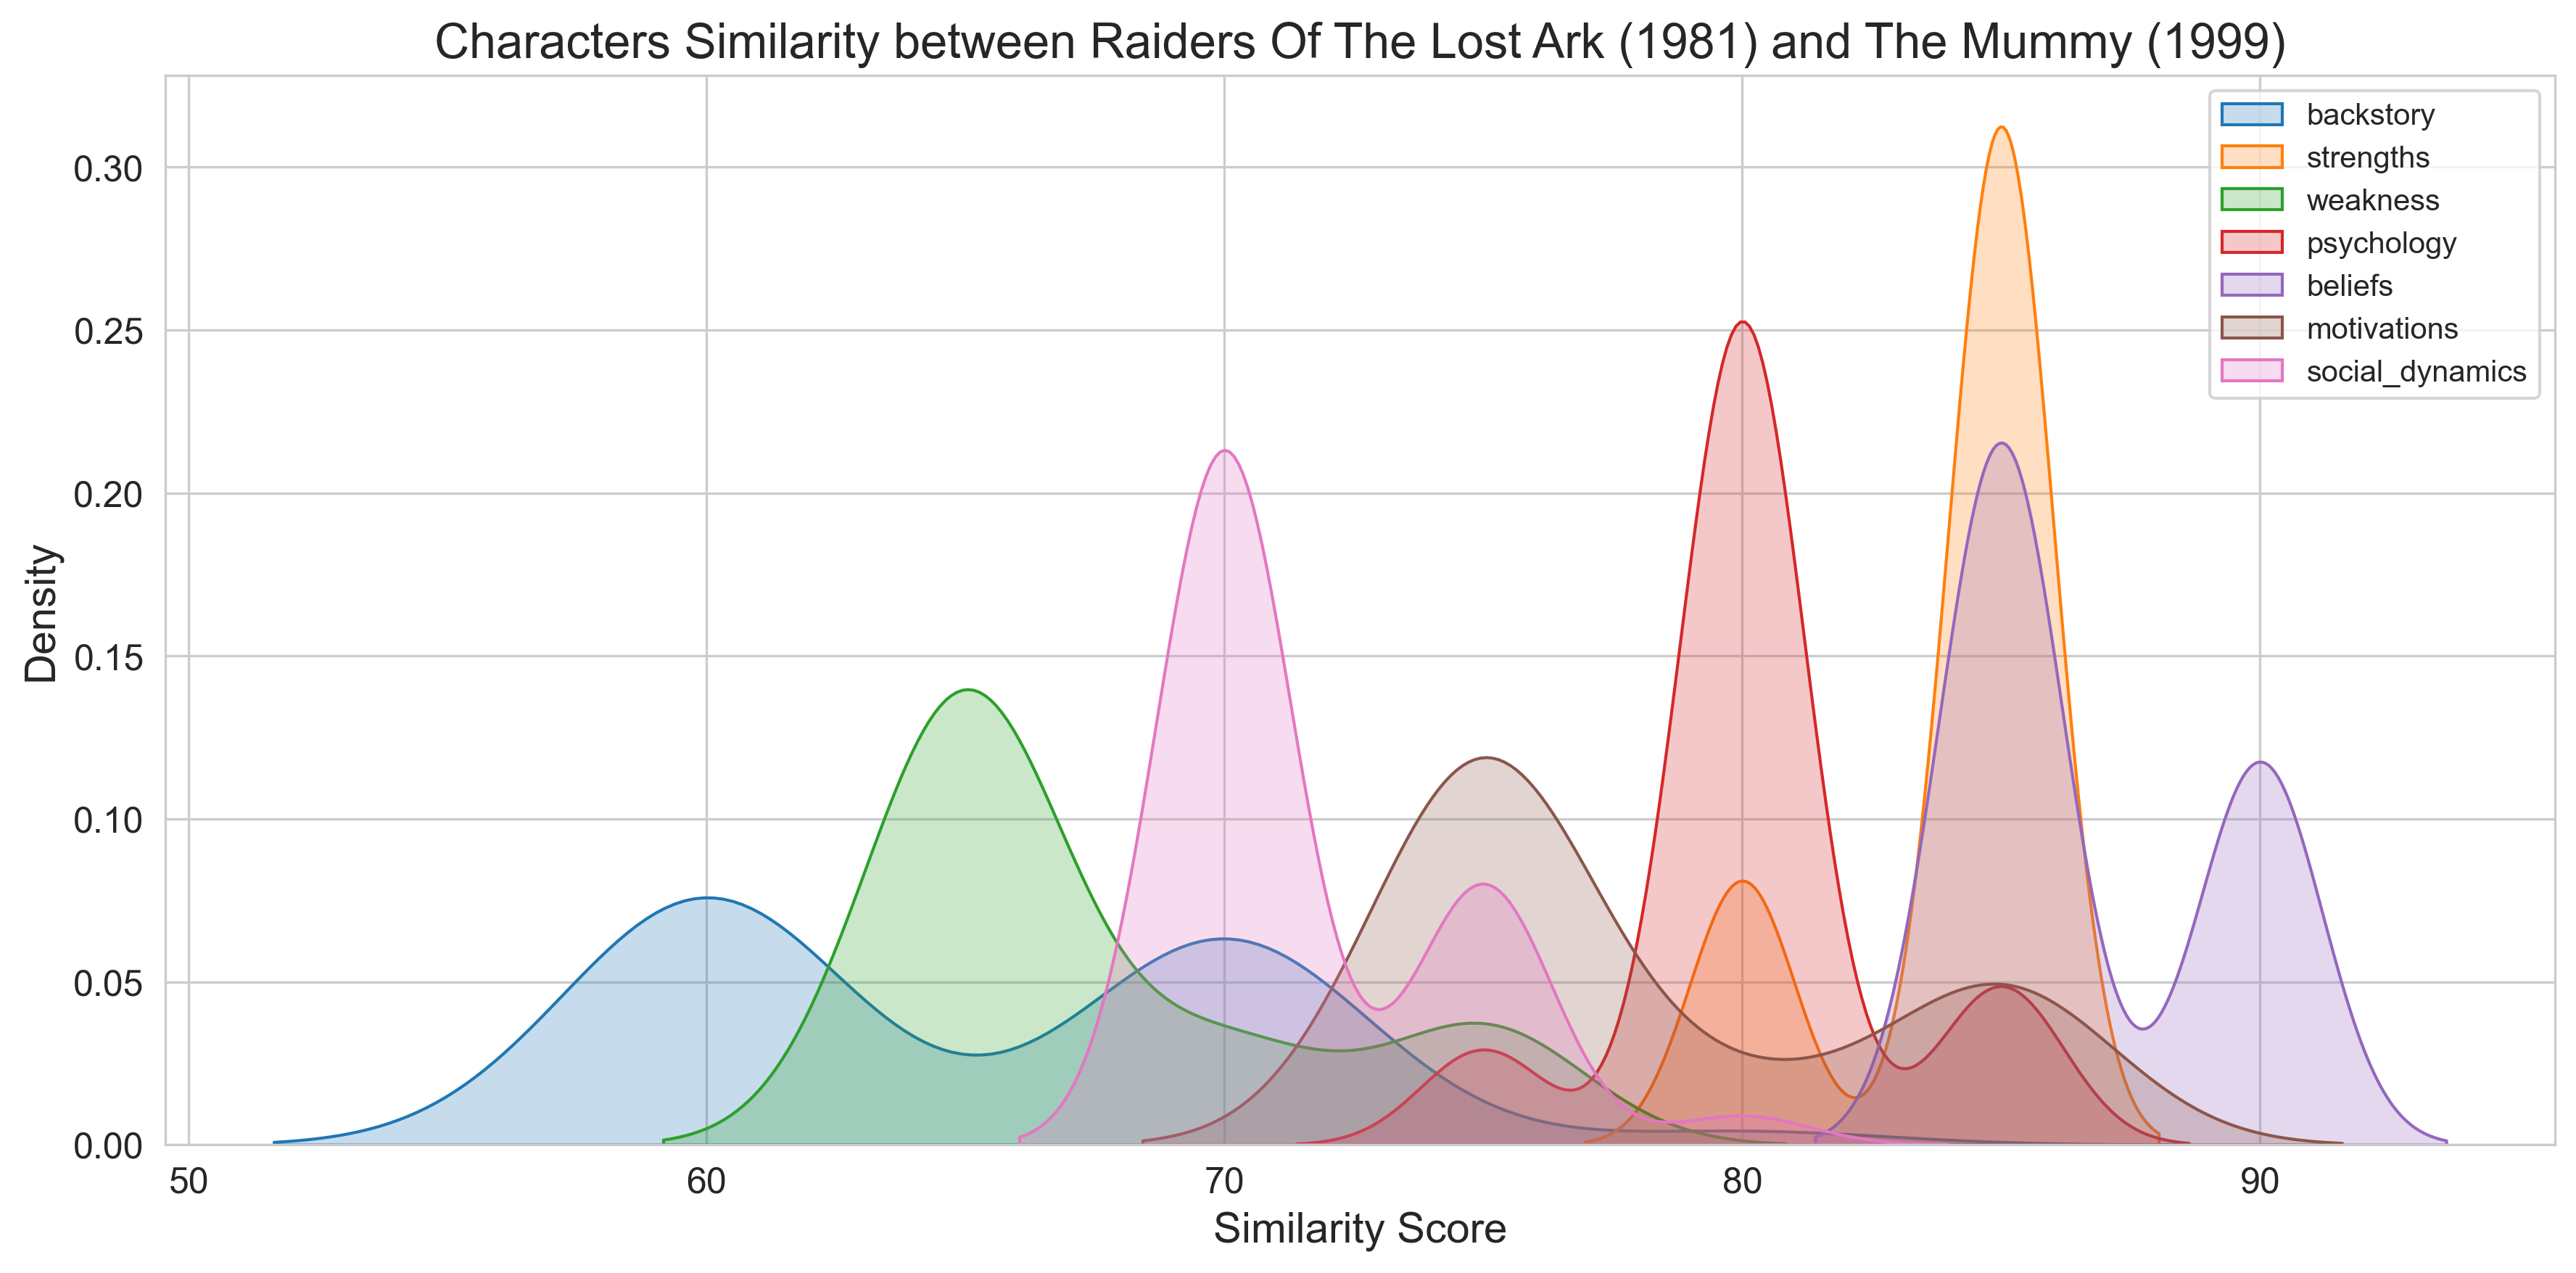 Characters Similarity between Raiders Of The Lost Ark (1981) and The Mummy (1999)
backstory
strengths
weakness
psychology
beliefs
motivations
social_dynamics
Density
0.30
0.25
0.20
0.15
0.10
0.05
0.00
50 60 70 80 90
Similarity Score